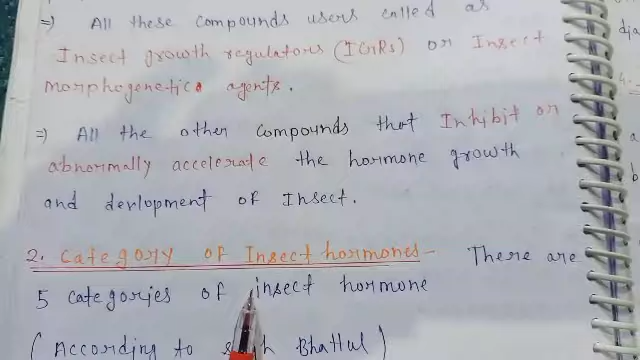 ⇒ All these compounds users called as
Insect growth regulators (IGRs) or Insect
morphogenetic agents.
⇒ All the other compounds that Inhibit or
abnormally accelerate the hormone growth
and devlopment of Insect.
2. Category of Insect hormones- There are
5 categories of insect hormone
(According to Bhattul)